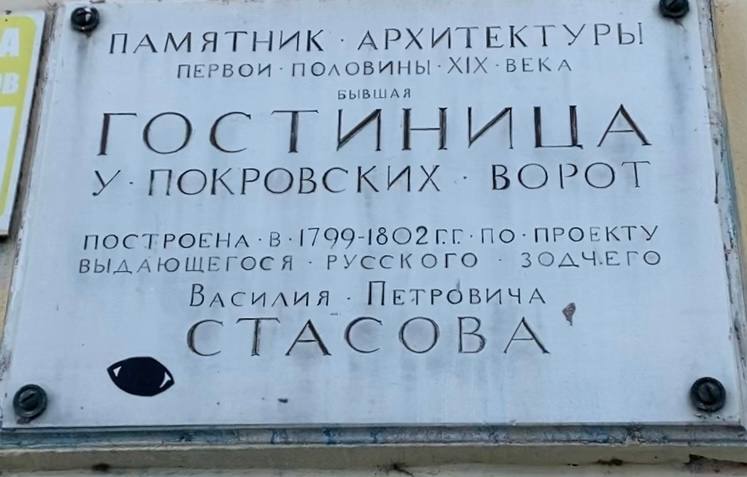 ПАМЯТНИК · АРХИТЕКТУРЫ
ПЕРВОЙ · ПОЛОВИНЫ · XIX · ВЕКА
БЫВШАЯ
ГОСТИНИЦА
У · ПОКРОВСКИХ · ВОРОТ
ПОСТРОЕНА · В · 1799-1802 Г.Г. · ПО · ПРОЕКТУ
ВЫДАЮЩЕГОСЯ · РУССКОГО · ЗОДЧЕГО
ВАСИЛИЯ · ПЕТРОВИЧА
СТАСОВА